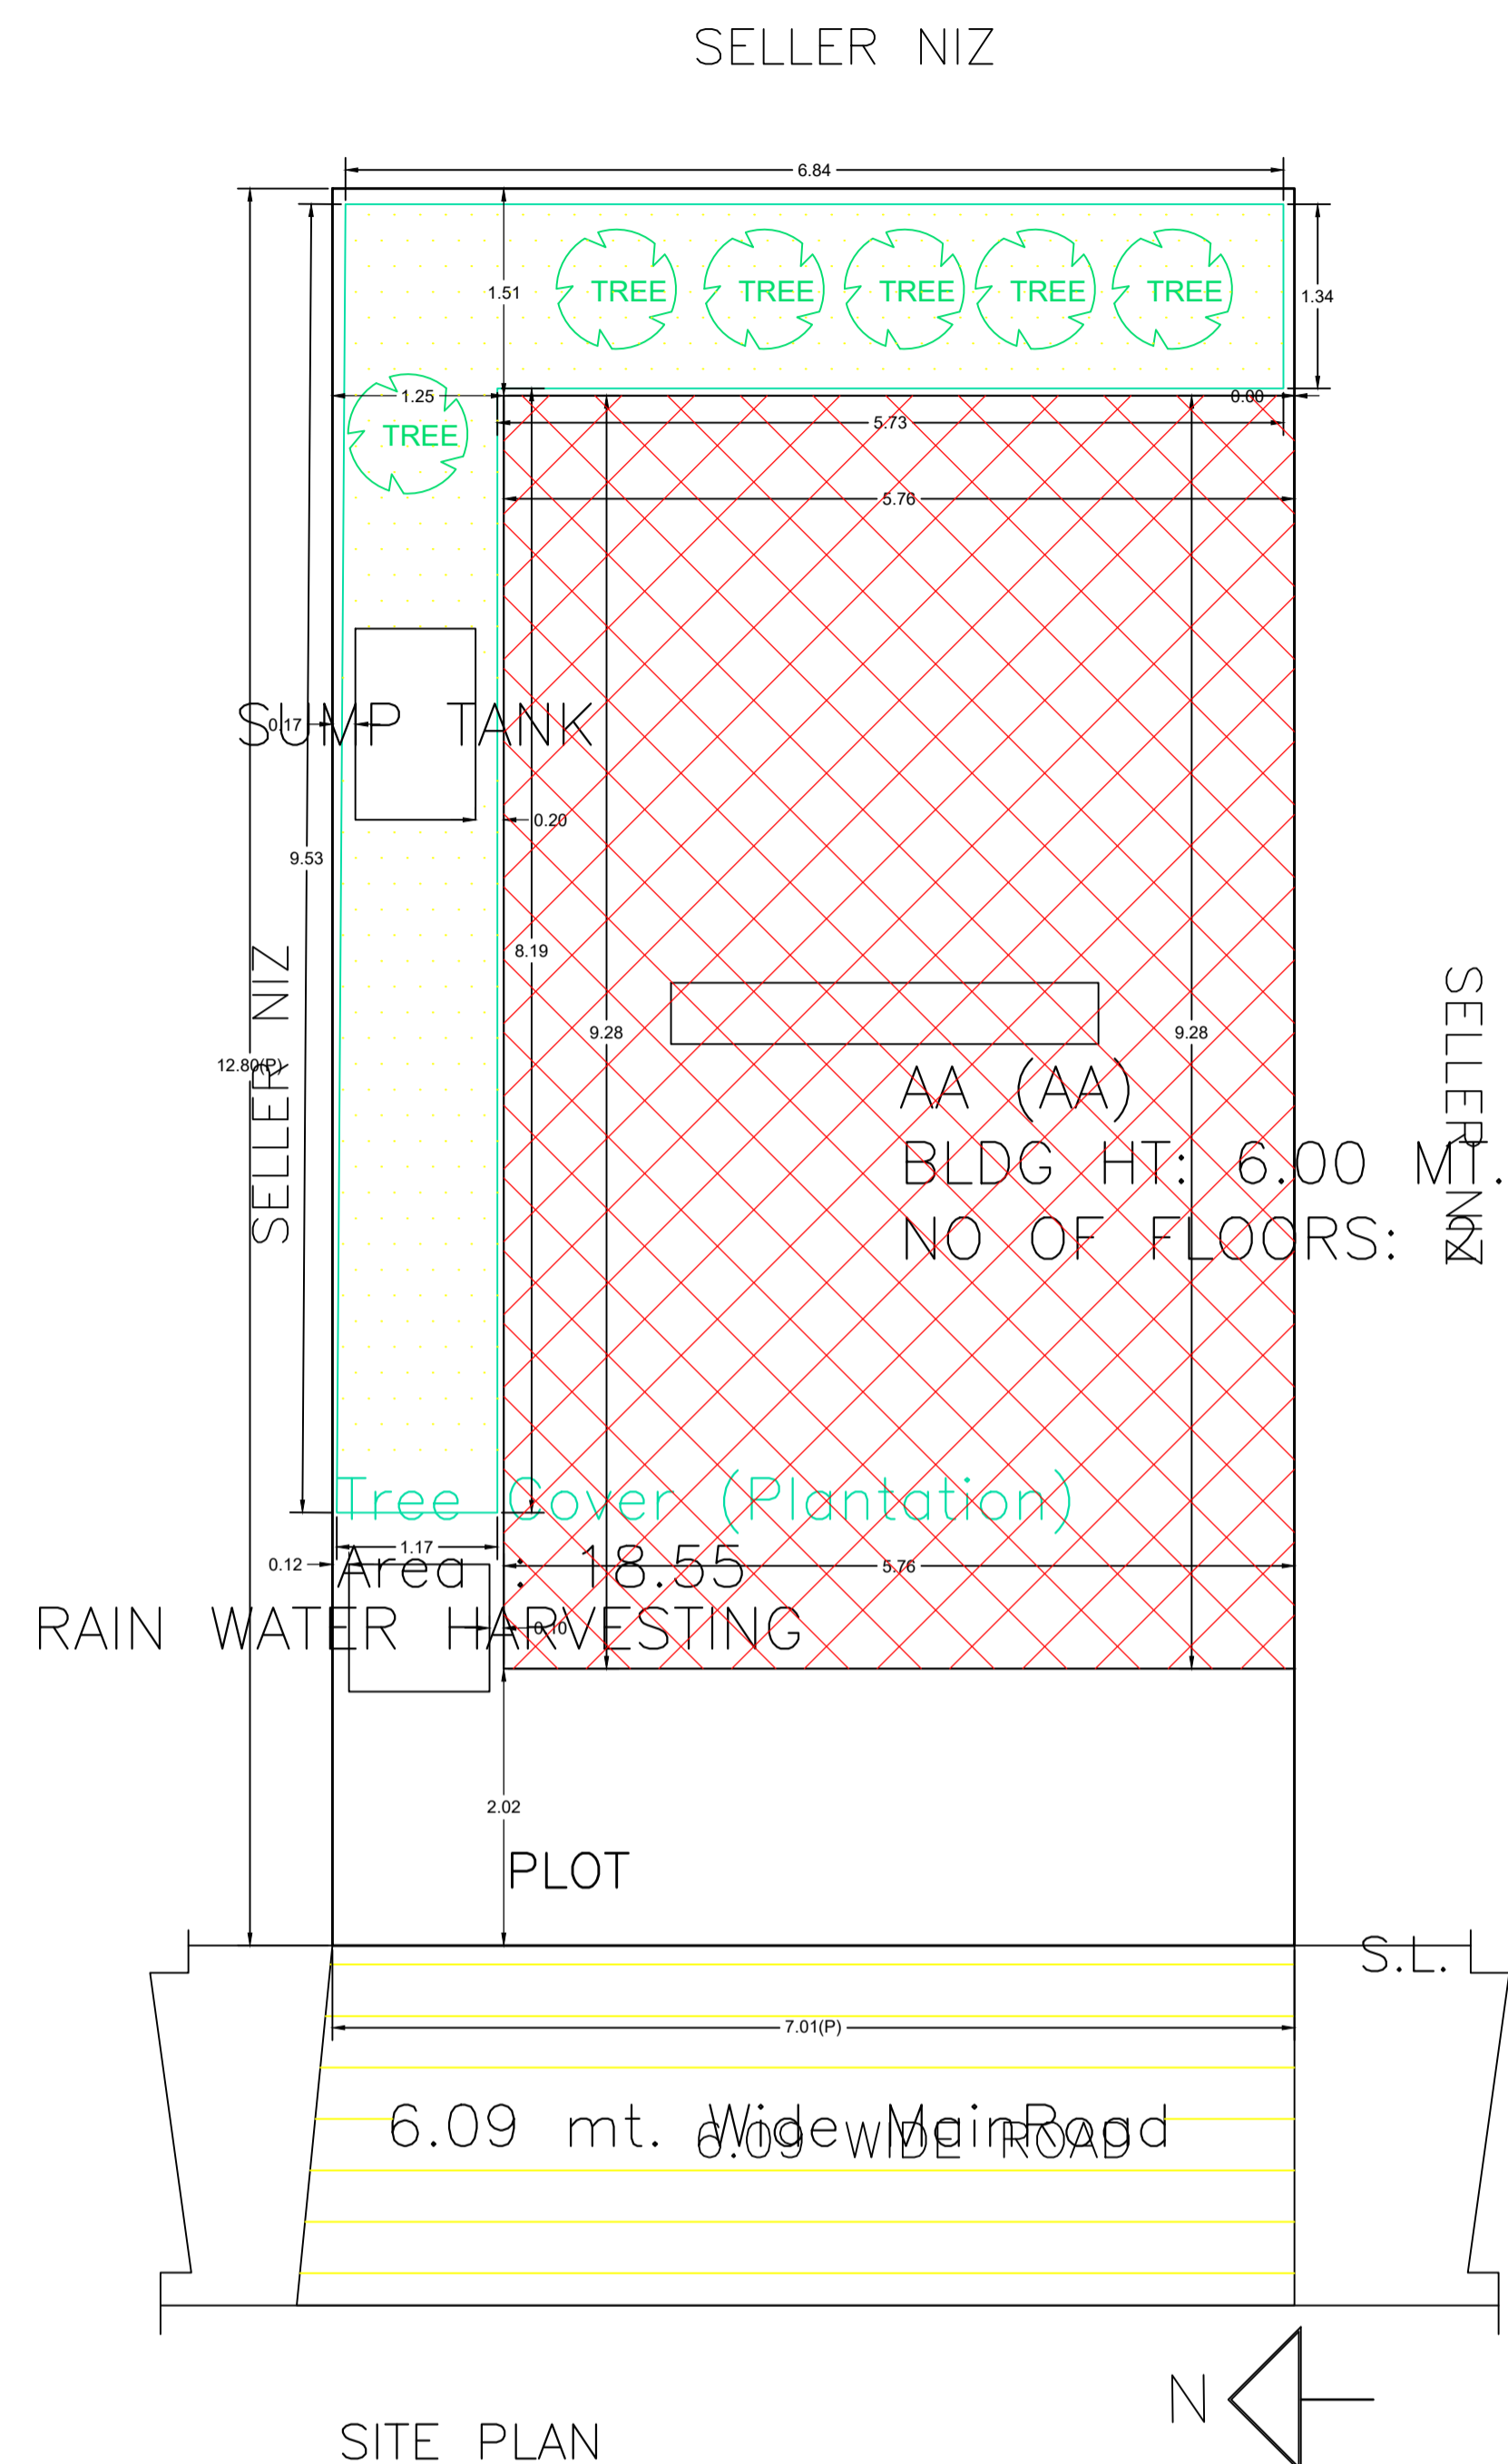 SELLER NIZ
6.84
1.51
TREE
TREE
TREE
TREE
TREE
1.34
1.25
0.00
5.73
TREE
5.76
SUMP TANK
0.17
0.20
9.53
8.19
9.28
9.28
SELLER NIZ
12.80(P)
SELLER NIZ
AA (AA)
BLDG HT: 6.00 MT.
NO OF FLOORS: 2
Tree Cover (Plantation)
1.17
0.12
Area : 18.55
5.76
RAIN WATER HARVESTING
0.10
2.02
PLOT
S.L.
7.01(P)
6.09 mt. Wide MainRoad
6.09 WIDE ROAD
N
SITE PLAN